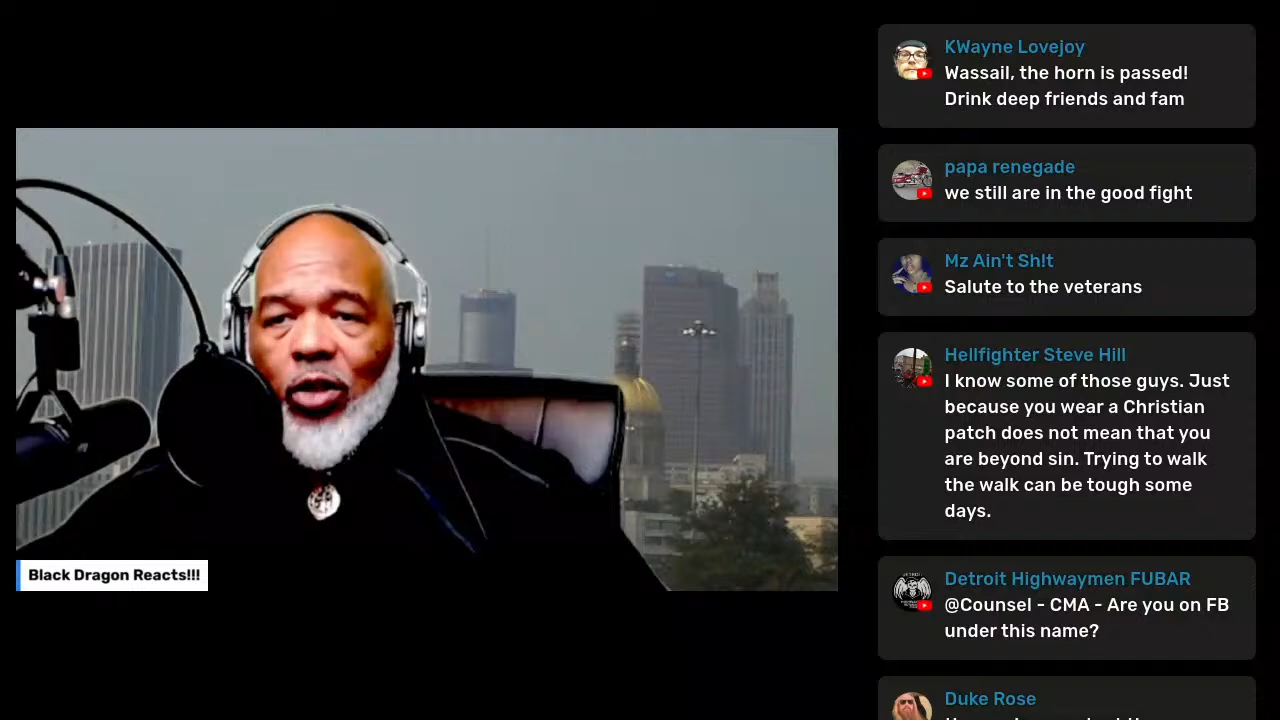 KWayne Lovejoy
Wassail, the horn is passed!
Drink deep friends and fam
papa renegade
we still are in the good fight
Mz Ain't Sh!t
Salute to the veterans
Hellfighter Steve Hill
I know some of those guys. Just
because you wear a Christian
patch does not mean that you
are beyond sin. Trying to walk
the walk can be tough some
days.
Detroit Highwaymen FUBAR
@Counsel - CMA - Are you on FB
under this name?
Duke Rose
Black Dragon Reacts!!!